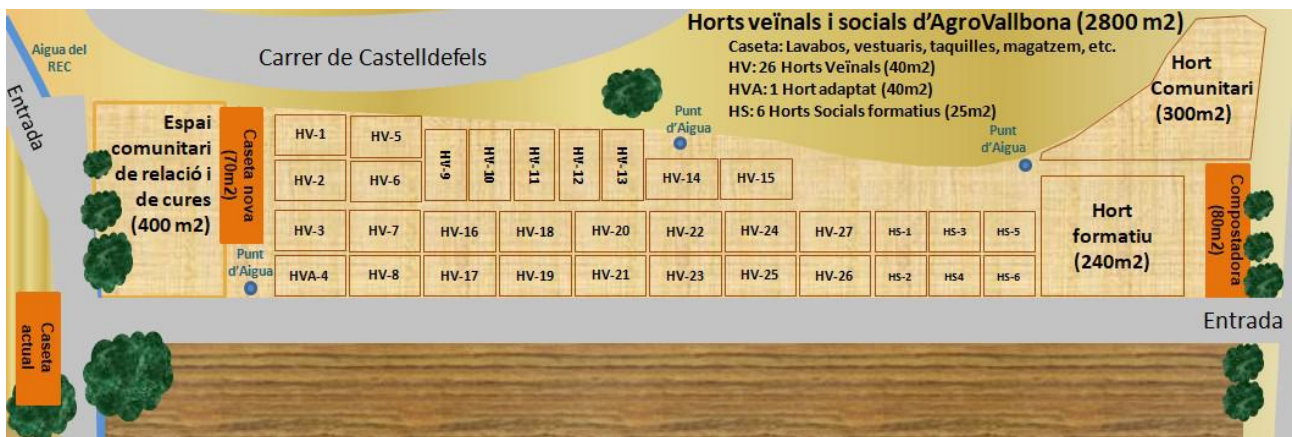 Horts veïnals i socials d'AgroVallbona (2800 m2)
Caseta: Lavabos, vestuaris, taquilles, magatzem, etc.
HV: 26 Horts Veïnals (40m2)
HVA: 1 Hort adaptat (40m2)
HS: 6 Horts Socials formatius (25m2)
Aigua del
REC
Carrer de Castelldefels
Entrada
Espai
comunitari
de relació i
de cures
(400 m2)
Caseta nova
(70m2)
Punt
d'Aigua
HV-1
HV-5
HV-2
HV-6
HV-9
HV-10
HV-11
HV-12
HV-13
Punt
d'Aigua
HV-14
HV-15
Punt
d'Aigua
Hort
Comunitari
(300m2)
HV-3
HV-7
HV-16
HV-18
HV-20
HV-22
HV-24
HV-27
HS-1
HS-3
HS-5
HVA-4
HV-8
HV-17
HV-19
HV-21
HV-23
HV-25
HV-26
HS-2
HS4
HS-6
Hort
formatiu
(240m2)
Compostadora
(80m2)
Caseta
actual
Entrada